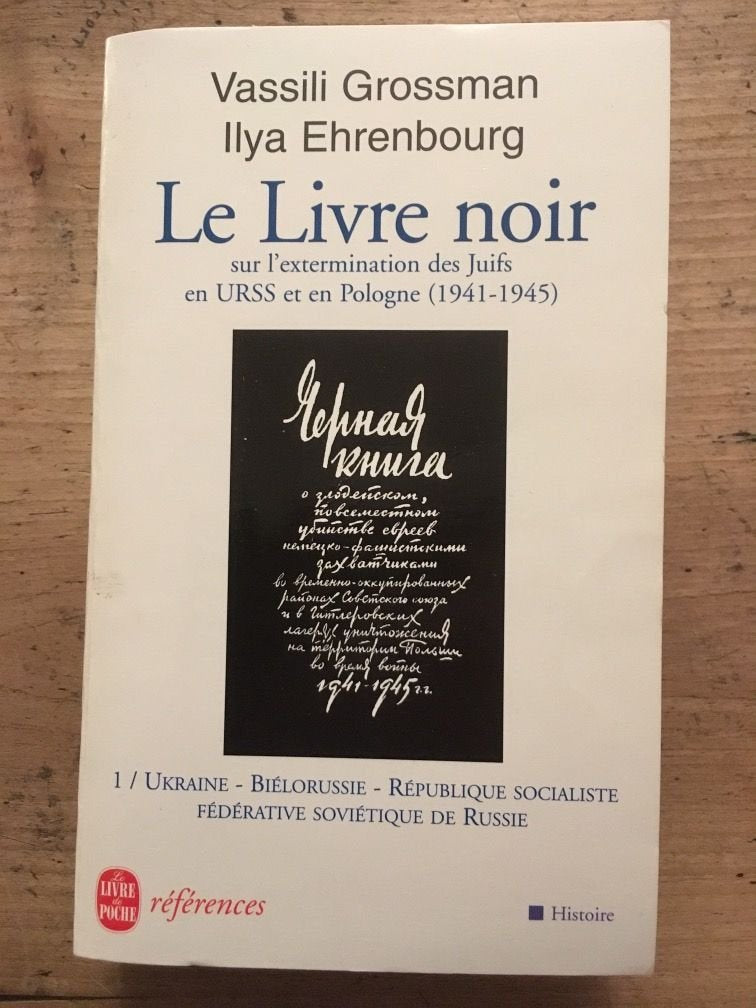 Vassili Grossman
Ilya Ehrenbourg
Le Livre noir
sur l'extermination des Juifs
en URSS et en Pologne (1941-1945)
Черная
книга
о злодейском,
повсеместном
убийстве евреев
немецко-фашистскими
захватчиками
во временно-оккупированных
районах Советского союза
и в Гитлеровских
лагерях уничтожения
на территории Польши
во время войны
1941-1945 г.г.
1 / UKRAINE - BIÉLORUSSIE - RÉPUBLIQUE SOCIALISTE
FÉDÉRATIVE SOVIÉTIQUE DE RUSSIE
Le
LIVRE
de
POCHE
références
Histoire